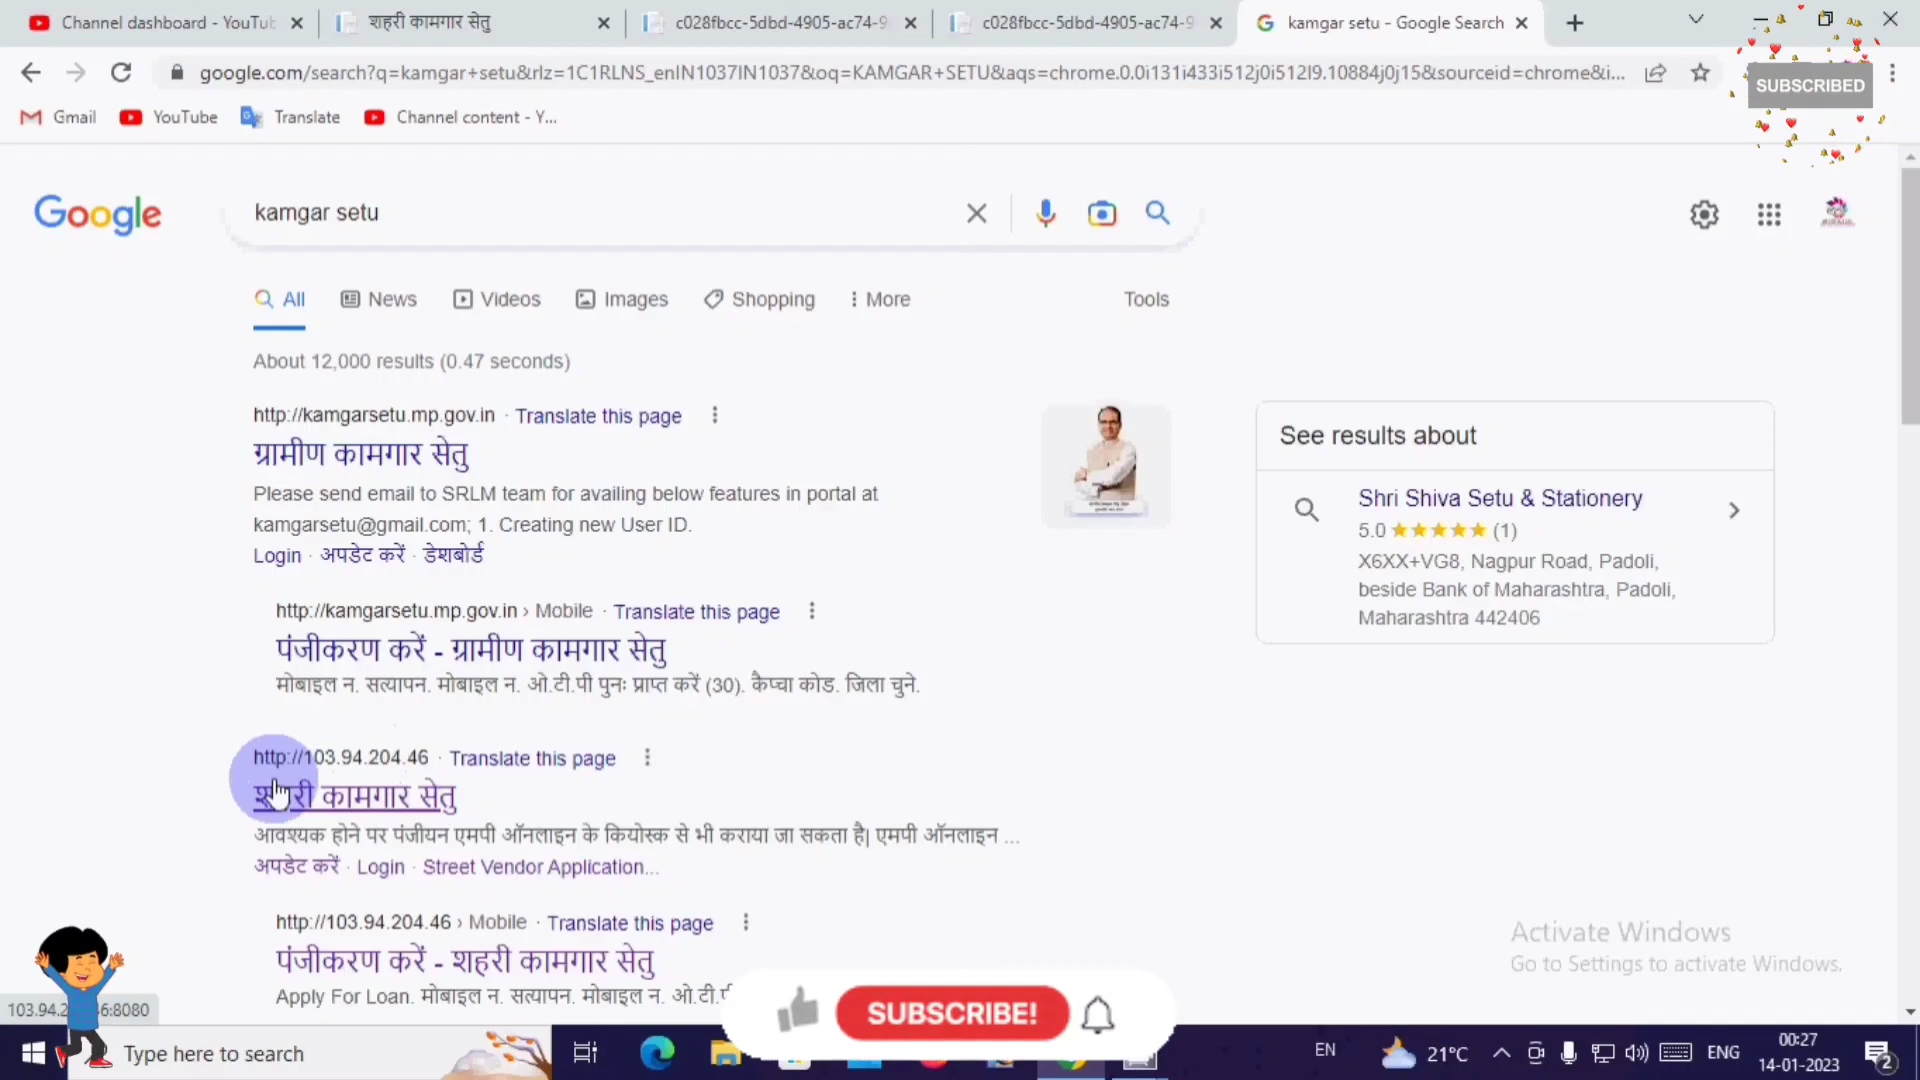 Channel dashboard - YouTub
शहरी कामगार सेतु
c028fbcc-5dbd-4905-ac74-9
c028fbcc-5dbd-4905-ac74-9
kamgar setu - Google Search
google.com/search?q=kamgar+setu&rlz=1C1RLNS_enIN1037IN1037&oq=KAMGAR+SETU&aqs=chrome.0.0i131i433i512j0i512l9.10884j0j15&sourceid=chrome&i...
SUBSCRIBED
Gmail YouTube Translate Channel content - Y...
Google
kamgar setu
All News Videos Images Shopping More Tools
About 12,000 results (0.47 seconds)
http://kamgarsetu.mp.gov.in · Translate this page
ग्रामीण कामगार सेतु
Please send email to SRLM team for availing below features in portal at
kamgarsetu@gmail.com; 1. Creating new User ID.
Login · अपडेट करें · डेशबोर्ड
http://kamgarsetu.mp.gov.in › Mobile · Translate this page
पंजीकरण करें - ग्रामीण कामगार सेतु
मोबाइल न. सत्यापन. मोबाइल न. ओ.टी.पी पुनः प्राप्त करें (30). कैप्चा कोड. जिला चुने.
http://103.94.204.46 · Translate this page
शहरी कामगार सेतु
आवश्यक होने पर पंजीयन एमपी ऑनलाइन के कियोस्क से भी कराया जा सकता है| एमपी ऑनलाइन ...
अपडेट करें · Login · Street Vendor Application...
http://103.94.204.46 › Mobile · Translate this page
पंजीकरण करें - शहरी कामगार सेतु
Apply For Loan. मोबाइल न. सत्यापन. मोबाइल न. ओ.टी.प
See results about
Shri Shiva Setu & Stationery
5.0 (1)
X6XX+VG8, Nagpur Road, Padoli,
beside Bank of Maharashtra, Padoli,
Maharashtra 442406
Activate Windows
Go to Settings to activate Windows.
SUBSCRIBE!
103.94.2 6:8080
Type here to search
EN
21°C
ENG
00:27
14-01-2023
2